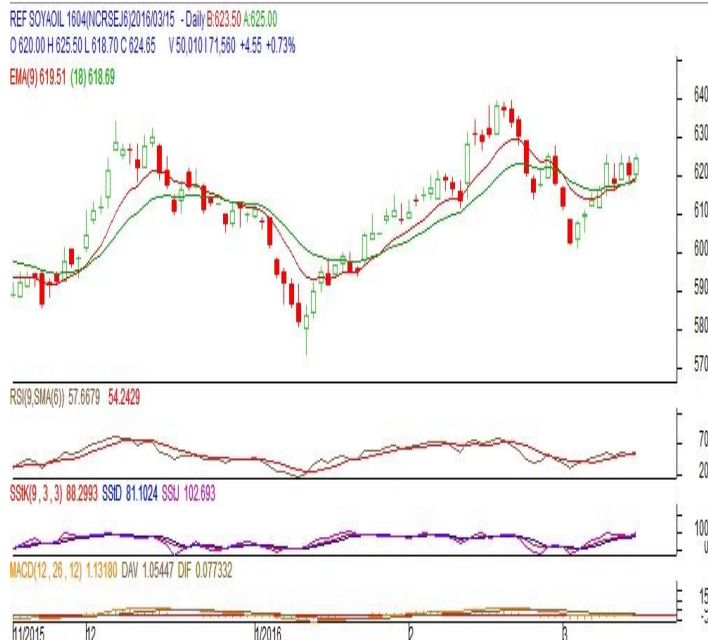 REF SOYAOIL 1604(NCRSEJ6)2016/03/15 - Daily B:623.50 A:625.00
O 620.00 H 625.50 L 618.70 C 624.65 V 50,010 I 71,560 +4.55 +0.73%
EMA(9) 619.51 (18) 618.69
640
630
620
610
600
590
580
570
RSI(9,SMA(6)) 57.6679 54.2429
70
20
SStK(9, 3, 3) 88.2993 SStD 81.1024 SStJ 102.693
100
0
MACD(12, 26, 12) 1.13180 DAV 1.05447 DIF 0.077332
15
11/2015 12 1/2016 2 3